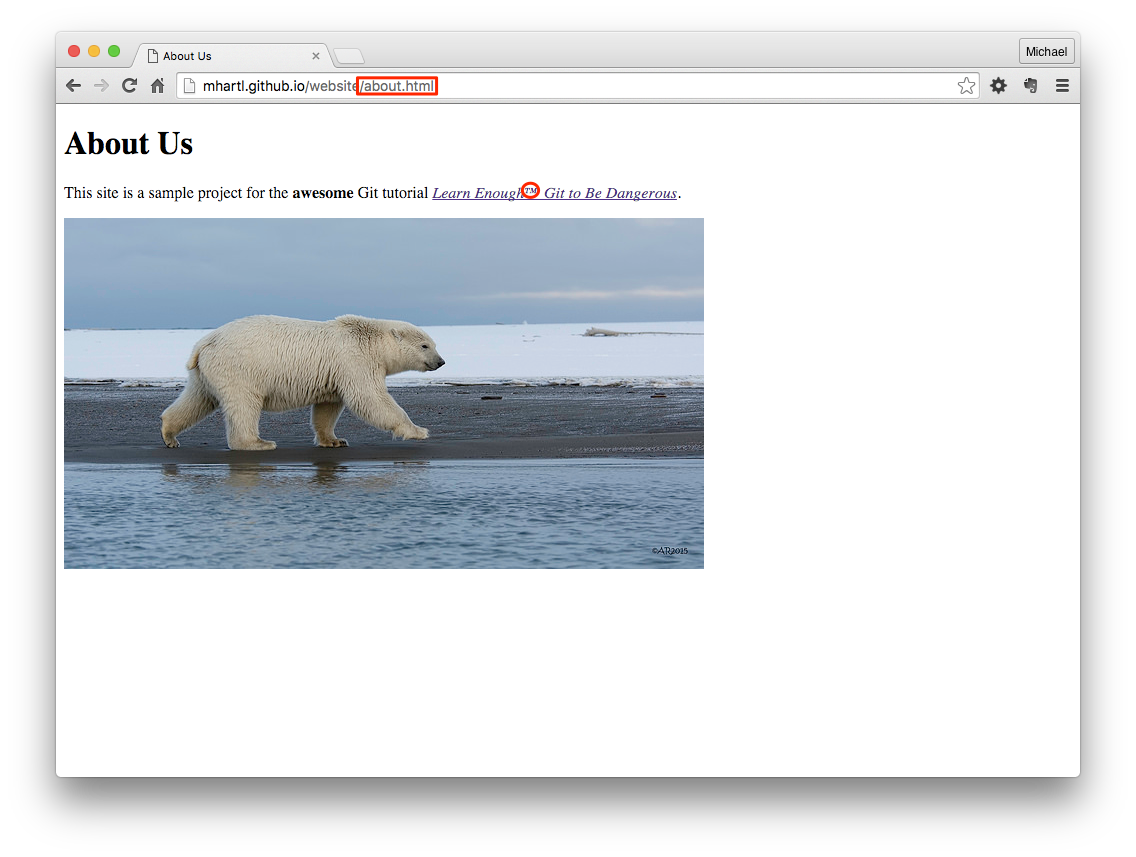 About Us
Michael
mhartl.github.io/website/about.html
About Us
This site is a sample project for the awesome Git tutorial Learn Enough™ Git to Be Dangerous.
©AR2015